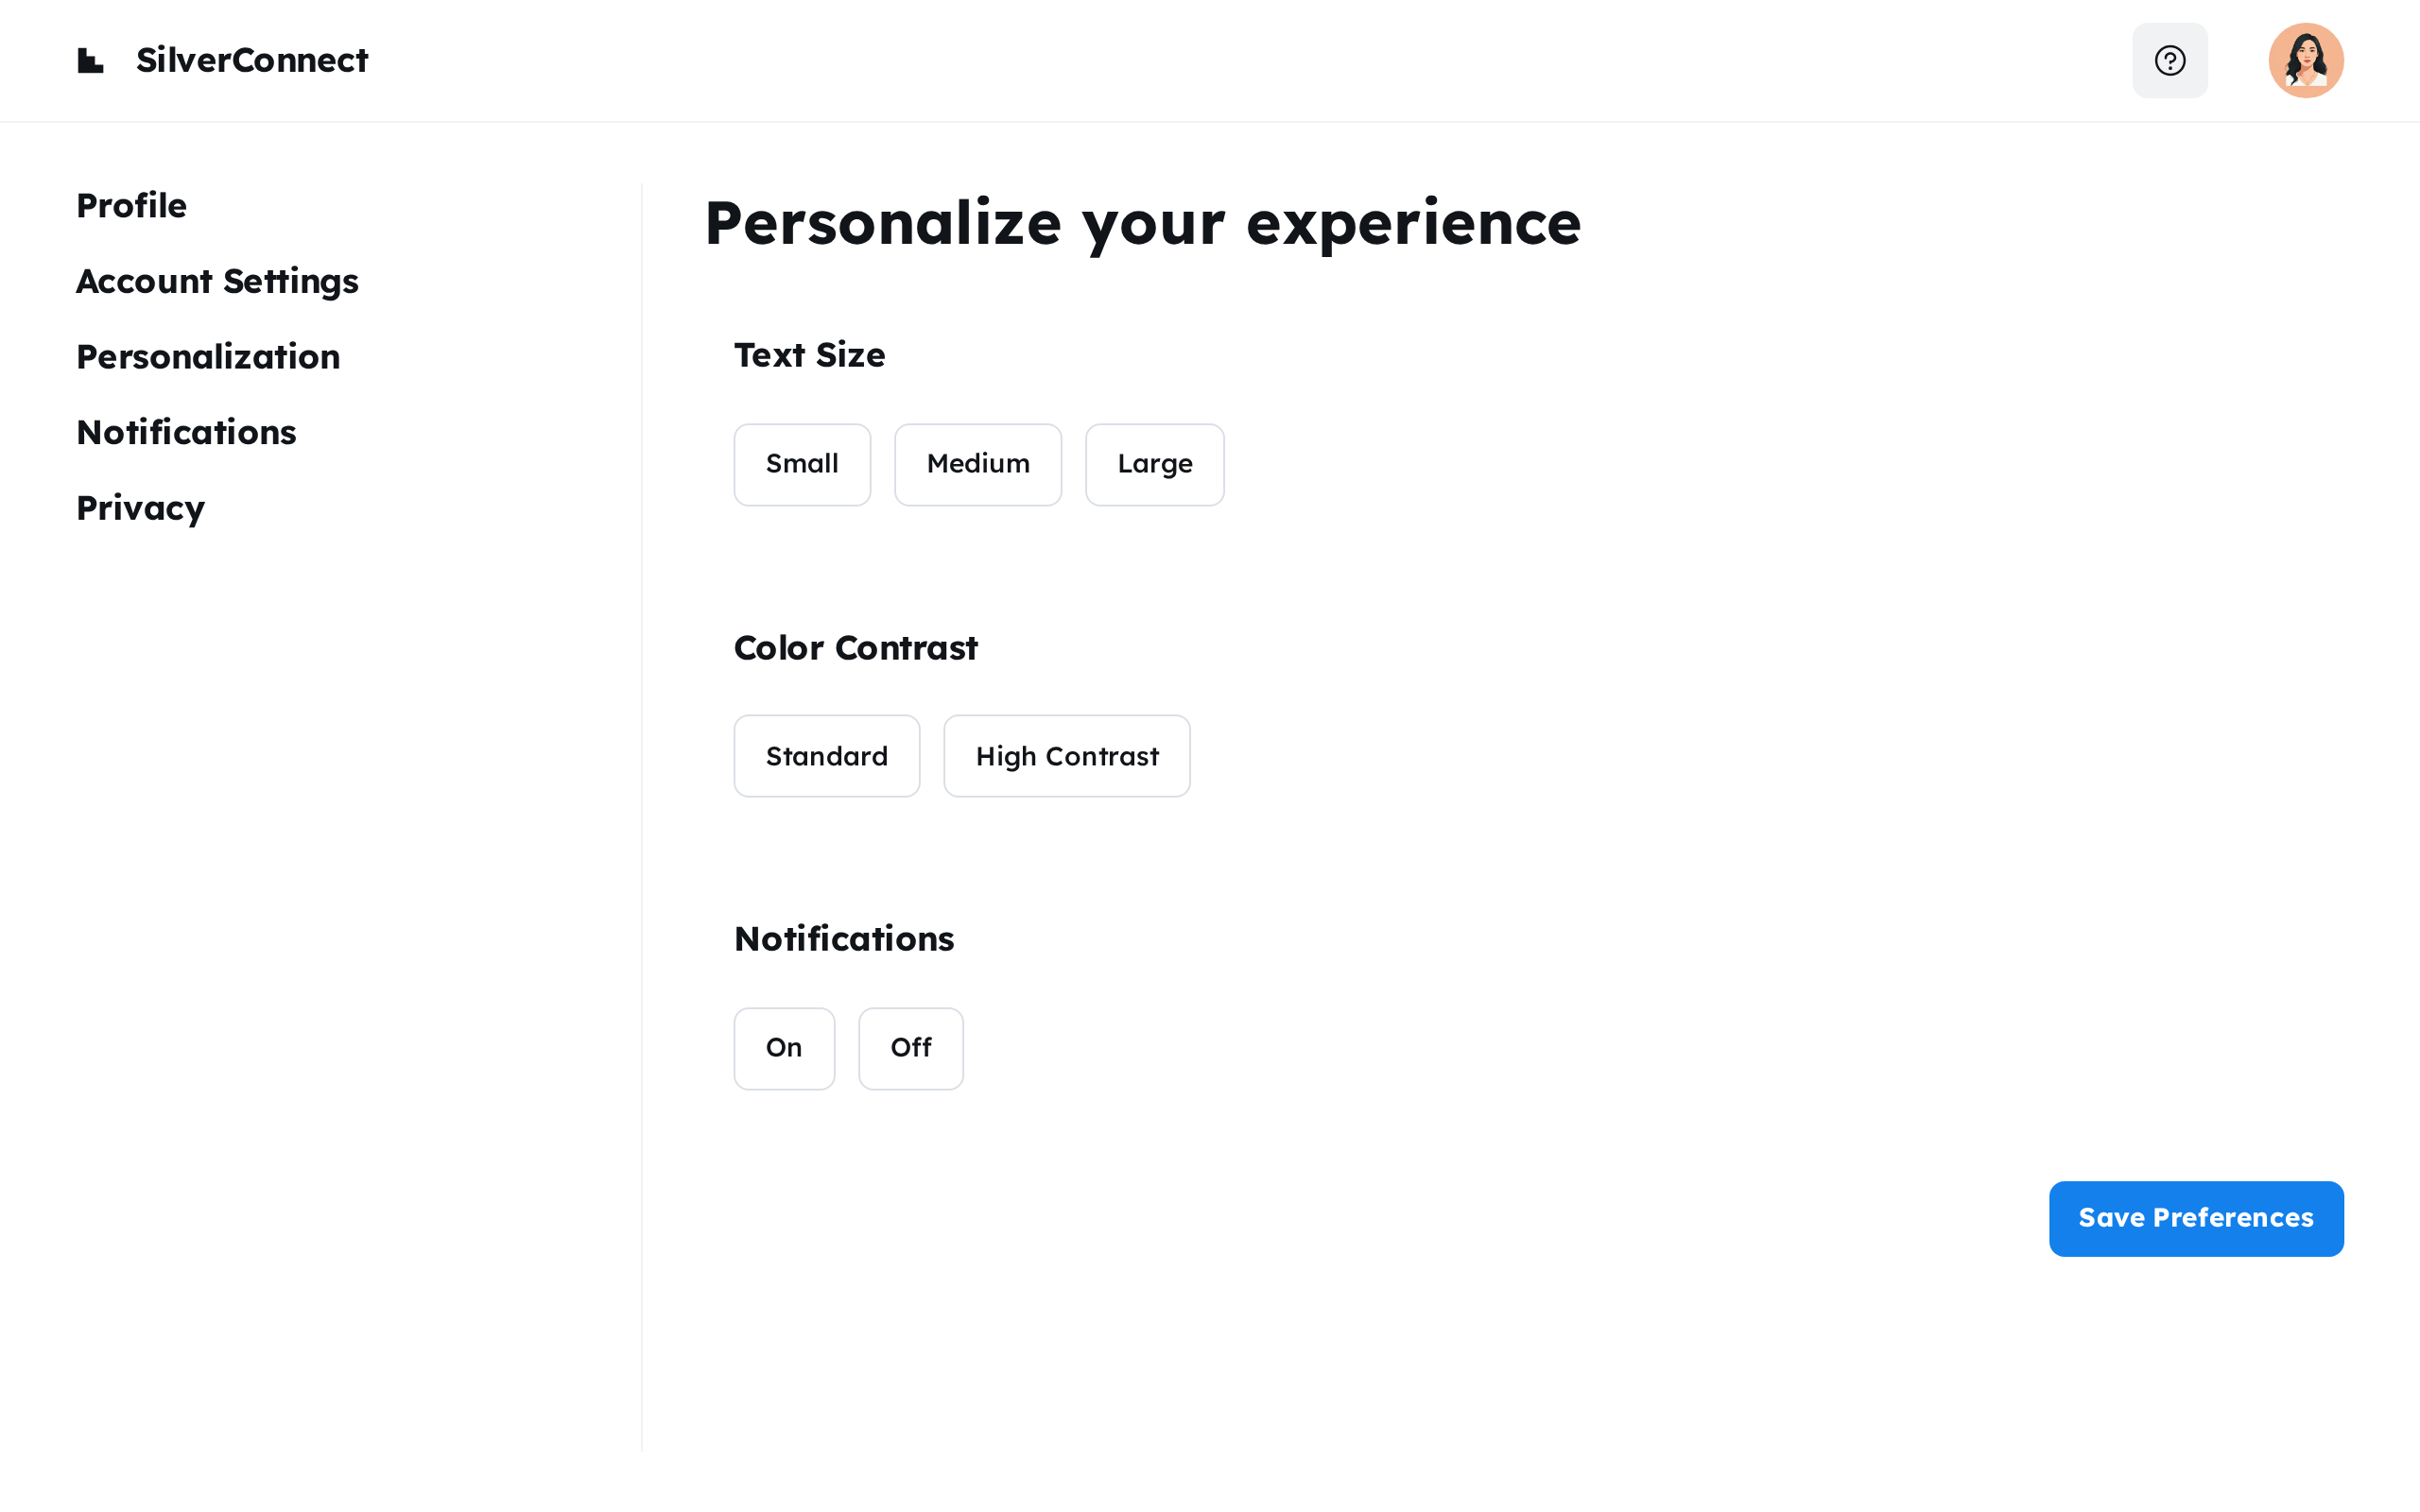 SilverConnect
Profile
Account Settings
Personalization
Notifications
Privacy
Personalize your experience
Text Size
Small Medium Large
Color Contrast
Standard High Contrast
Notifications
On Off
Save Preferences